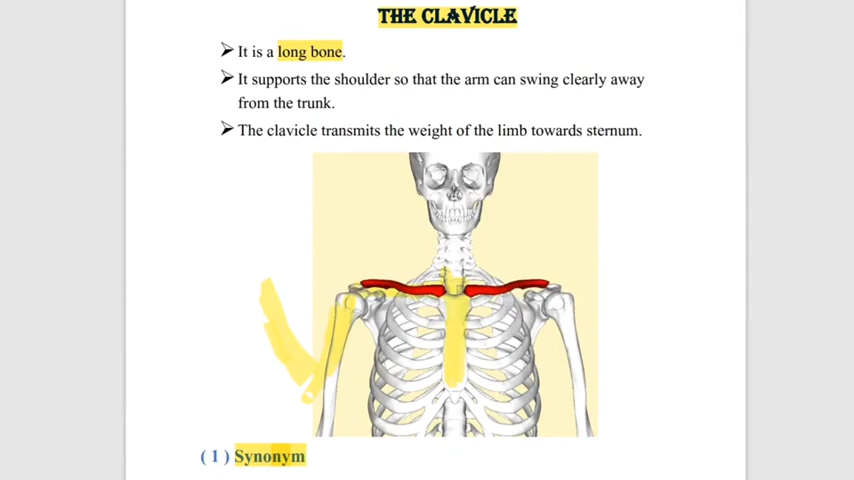 THE CLAVICLE
➢ It is a long bone.
➢ It supports the shoulder so that the arm can swing clearly away
from the trunk.
➢ The clavicle transmits the weight of the limb towards sternum.
( 1 ) Synonym